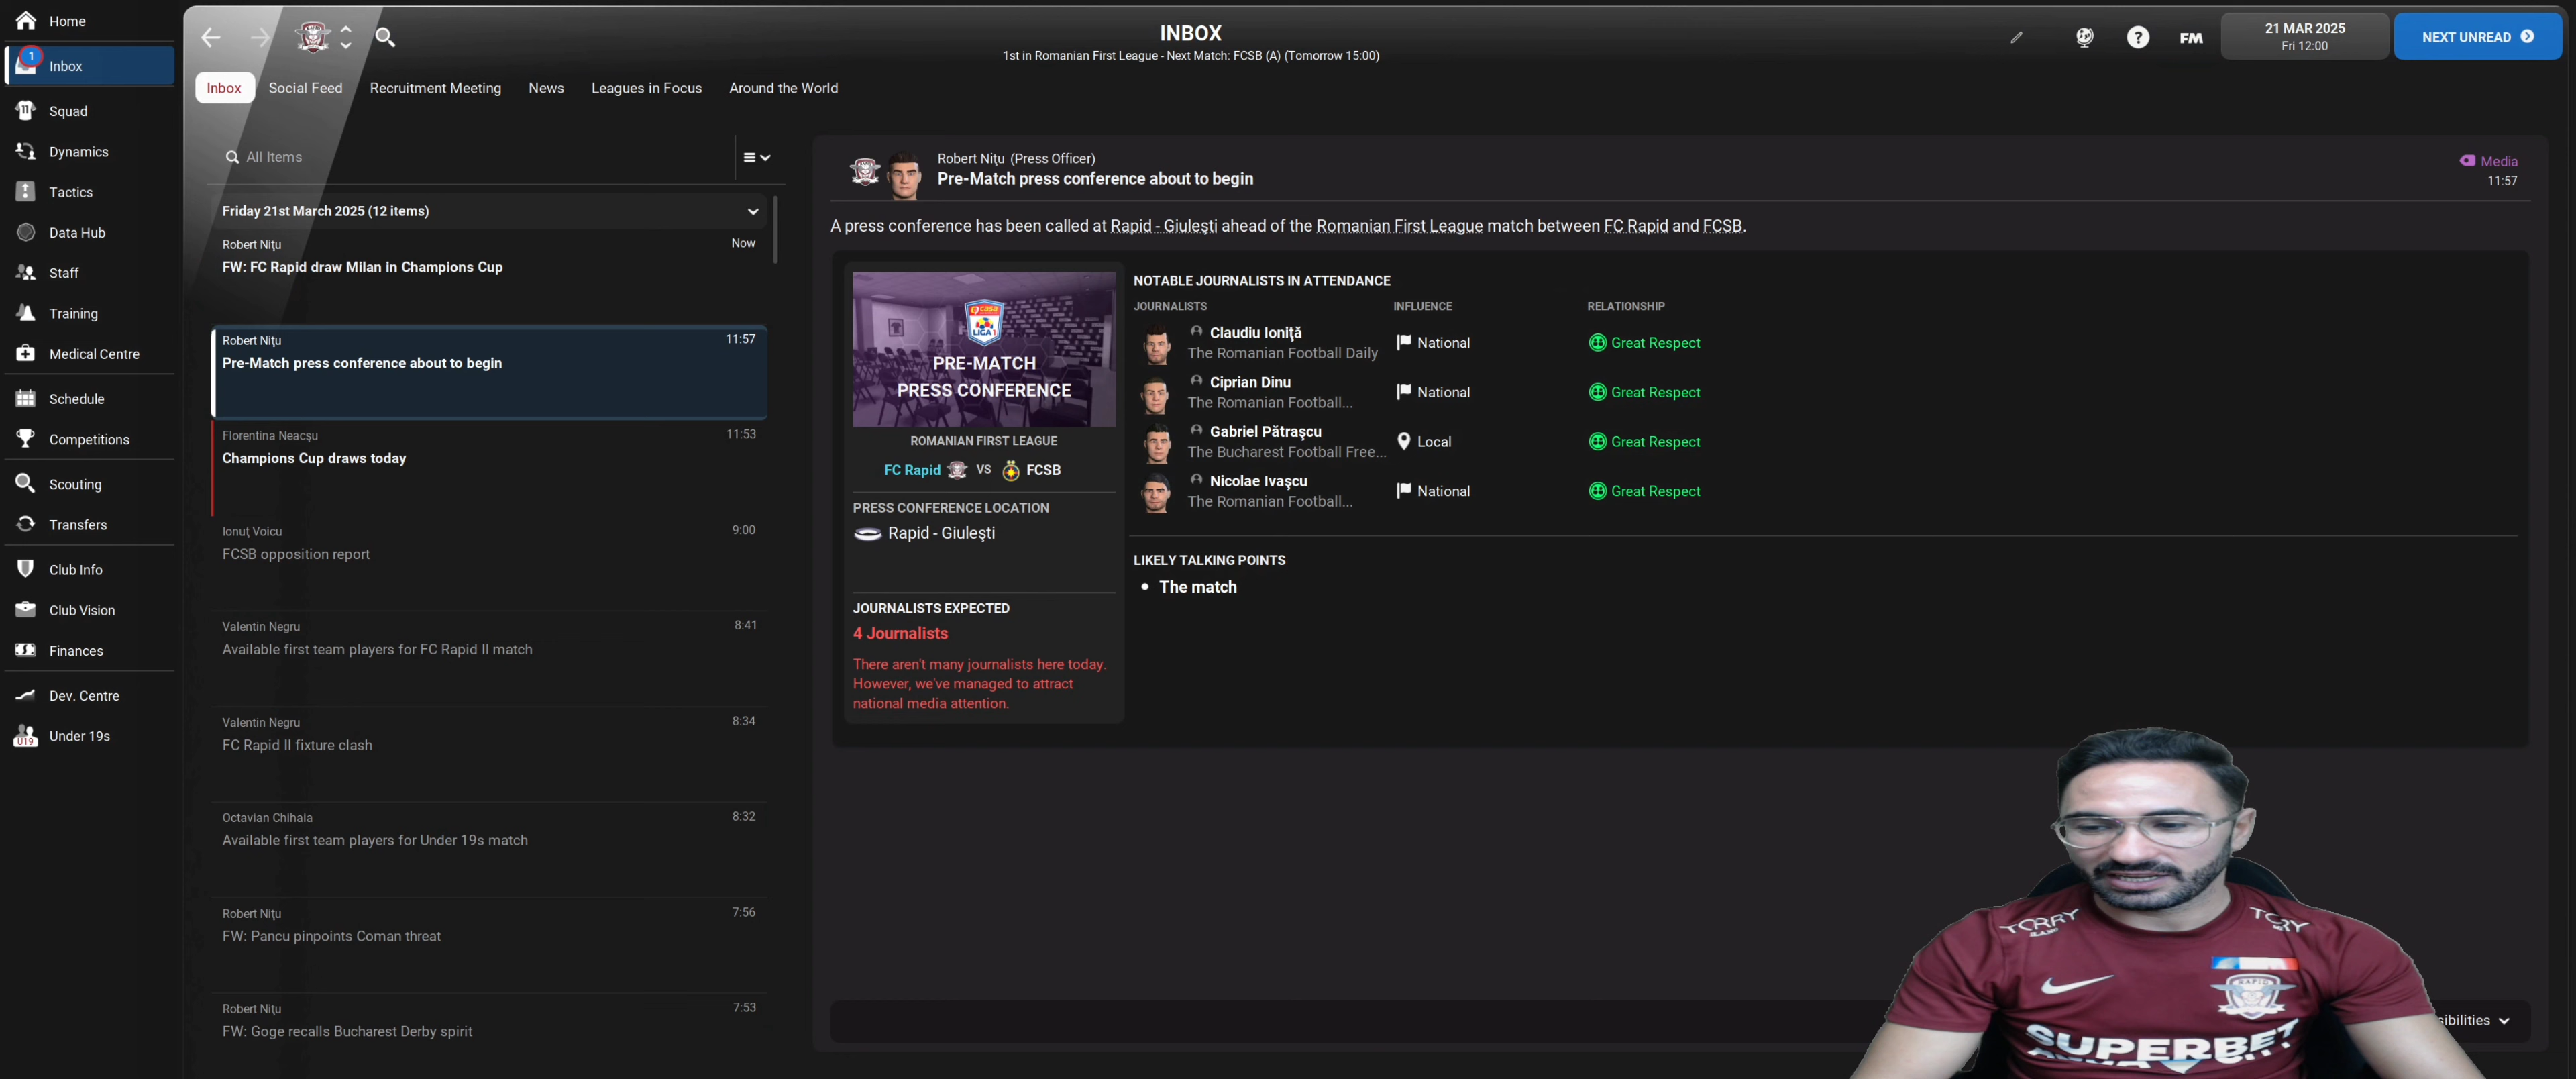 Home
1
Inbox
Squad
Dynamics
Tactics
Data Hub
Staff
Training
Medical Centre
Schedule
Competitions
Scouting
Transfers
Club Info
Club Vision
Finances
Dev. Centre
U19
Under 19s
INBOX
1st in Romanian First League - Next Match: FCSB (A) (Tomorrow 15:00)
?
FM
21 MAR 2025
Fri 12:00
NEXT UNREAD
Inbox
Social Feed
Recruitment Meeting
News
Leagues in Focus
Around the World
All Items
Friday 21st March 2025 (12 items)
Robert Nițu
Now
FW: FC Rapid draw Milan in Champions Cup
Robert Nițu
11:57
Pre-Match press conference about to begin
Florentina Neacșu
11:53
Champions Cup draws today
Ionuț Voicu
9:00
FCSB opposition report
Valentin Negru
8:41
Available first team players for FC Rapid II match
Valentin Negru
8:34
FC Rapid II fixture clash
Octavian Chihaia
8:32
Available first team players for Under 19s match
Robert Nițu
7:56
FW: Pancu pinpoints Coman threat
Robert Nițu
7:53
FW: Goge recalls Bucharest Derby spirit
Robert Nițu (Press Officer)
Pre-Match press conference about to begin
Media
11:57
A press conference has been called at Rapid - Giulești ahead of the Romanian First League match between FC Rapid and FCSB.
casa
LIGA 1
PRE-MATCH
PRESS CONFERENCE
ROMANIAN FIRST LEAGUE
FC Rapid VS FCSB
PRESS CONFERENCE LOCATION
Rapid - Giulești
JOURNALISTS EXPECTED
4 Journalists
There aren't many journalists here today.
However, we've managed to attract
national media attention.
NOTABLE JOURNALISTS IN ATTENDANCE
JOURNALISTS
INFLUENCE
RELATIONSHIP
Claudiu Ioniță
The Romanian Football Daily
National
Great Respect
Ciprian Dinu
The Romanian Football...
National
Great Respect
Gabriel Pătrașcu
The Bucharest Football Free...
Local
Great Respect
Nicolae Ivașcu
The Romanian Football...
National
Great Respect
LIKELY TALKING POINTS
• The match
sibilities
RAPID
SUPERBET